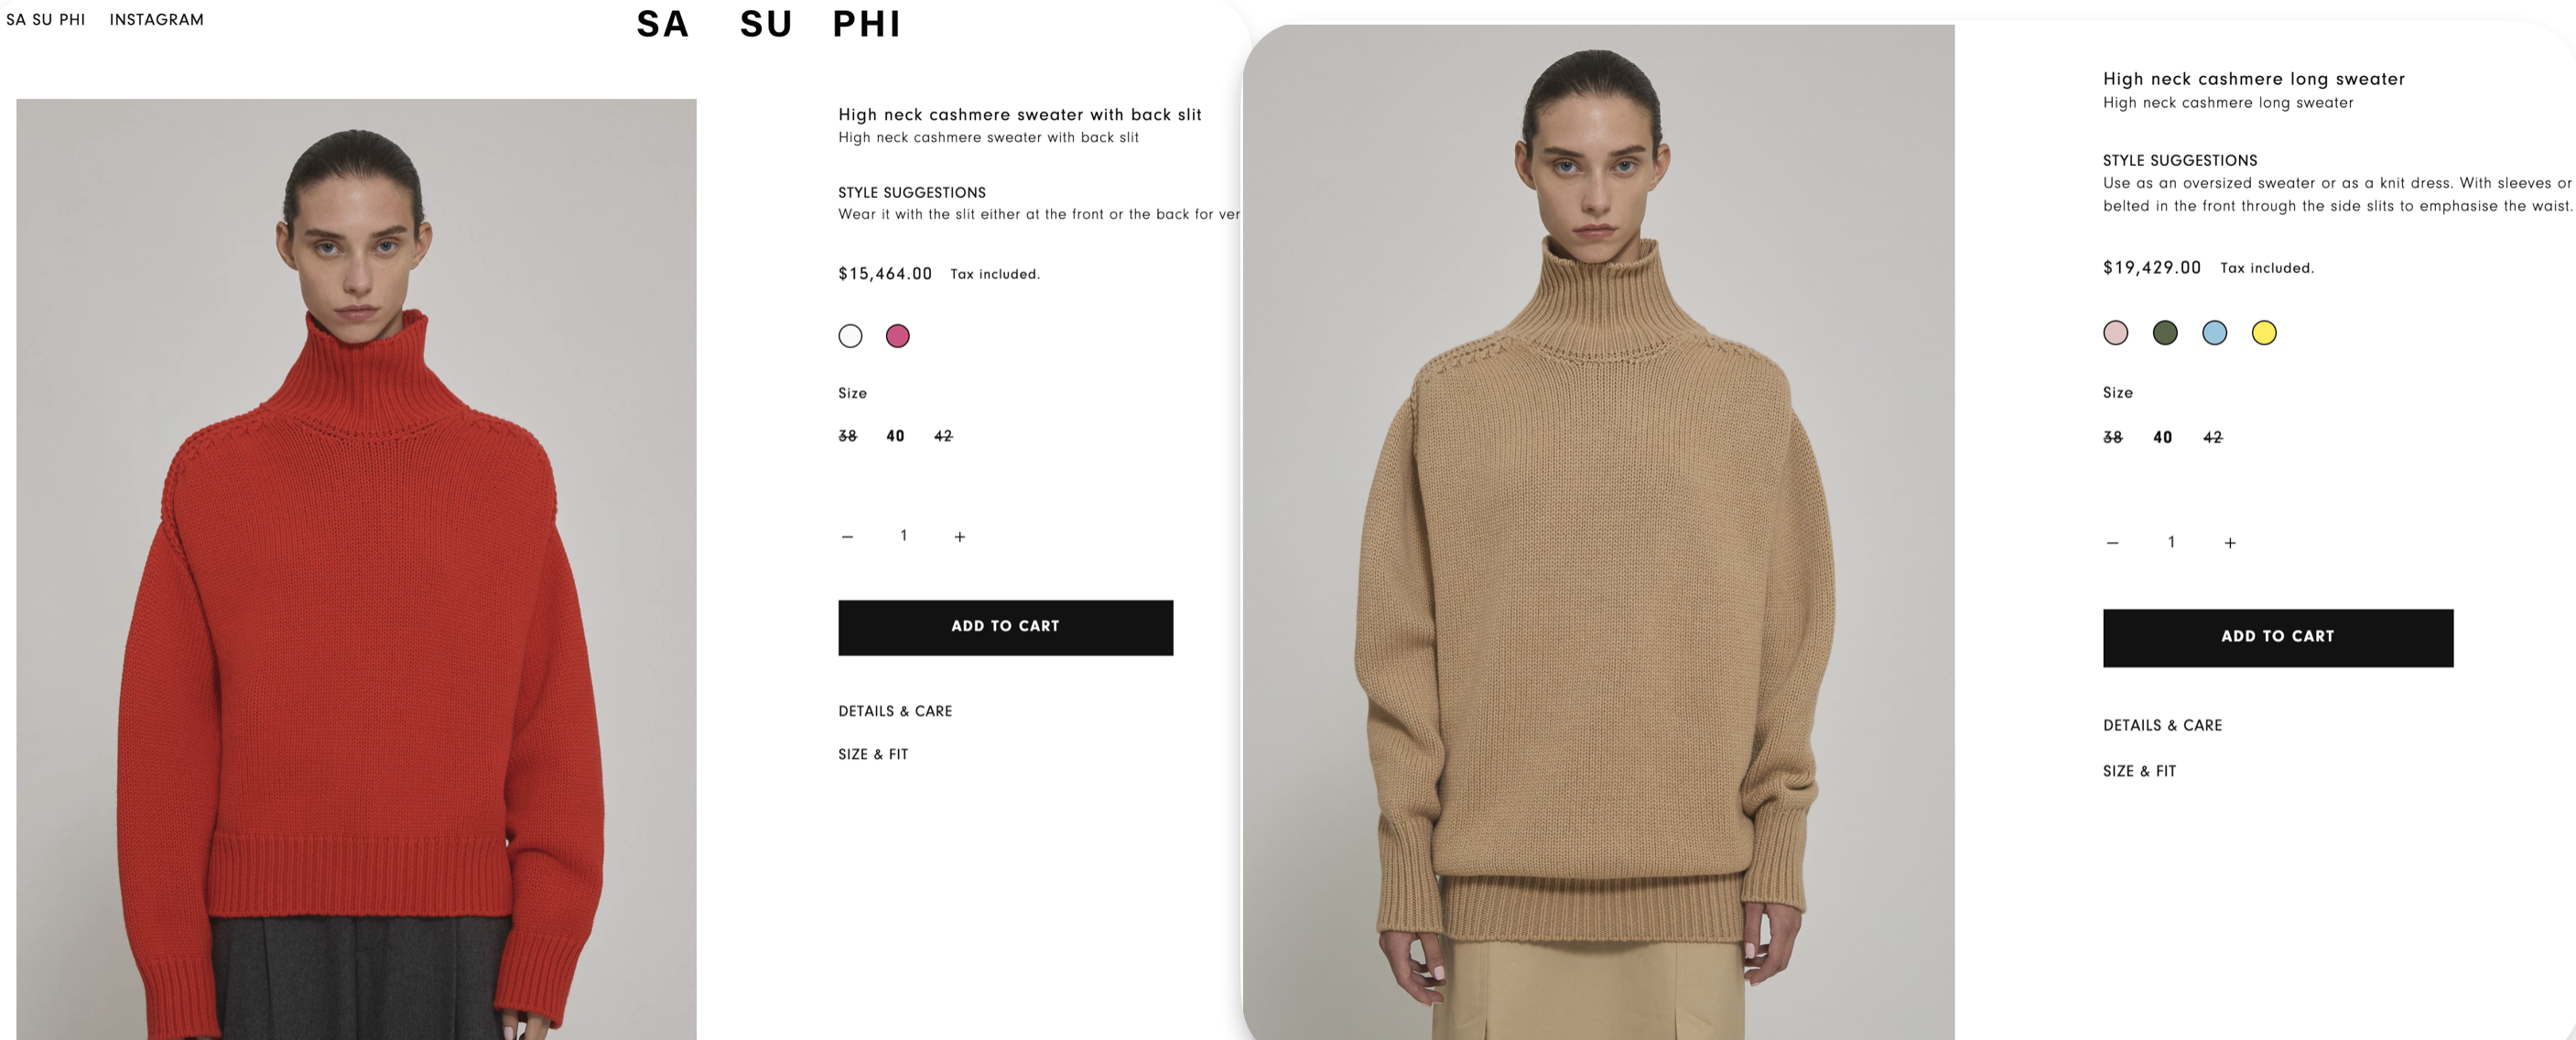 SA SU PHI INSTAGRAM
SA SU PHI
High neck cashmere sweater with back slit
High neck cashmere sweater with back slit
STYLE SUGGESTIONS
Wear it with the slit either at the front or the back for
$15,464.00 Tax included.
Size
38 40 42
− 1 +
ADD TO CART
DETAILS & CARE
SIZE & FIT
High neck cashmere long sweater
High neck cashmere long sweater
STYLE SUGGESTIONS
Use as an oversized sweater or as a knit dress. With sleeves or
belted in the front through the side slits to emphasise the waist.
$19,429.00 Tax included.
Size
38 40 42
− 1 +
ADD TO CART
DETAILS & CARE
SIZE & FIT